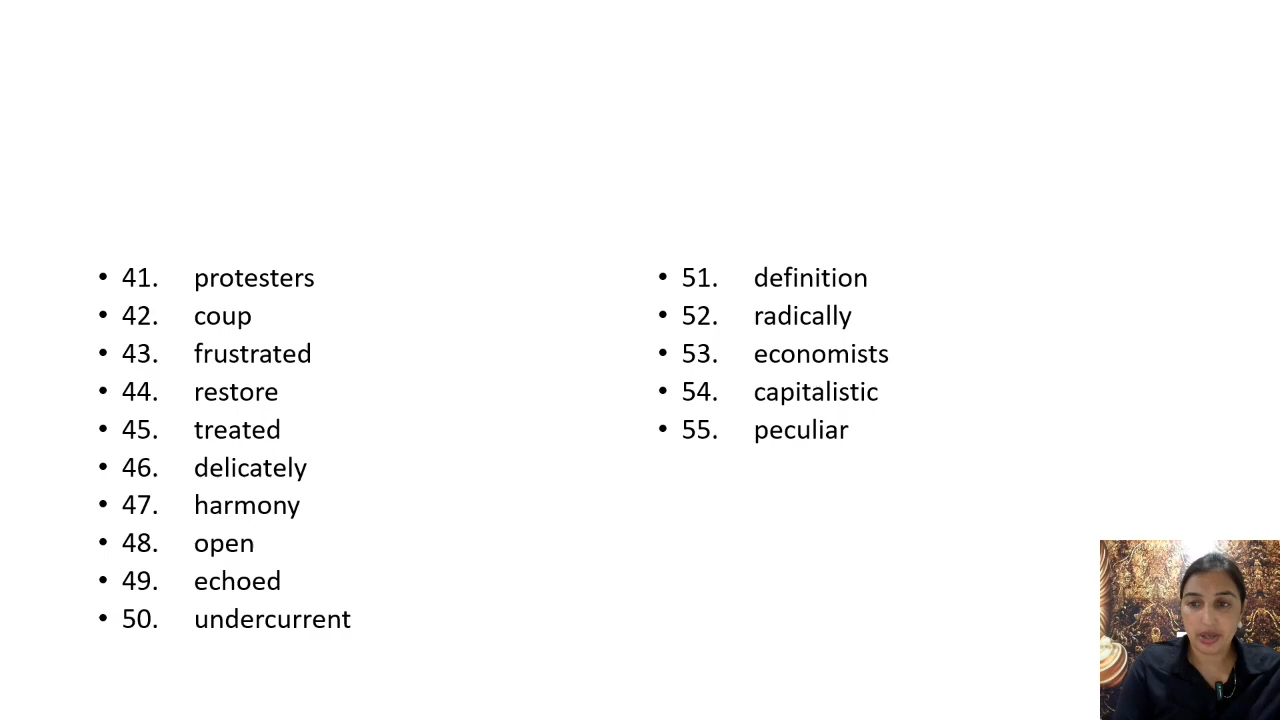 • 41. protesters
• 42. coup
• 43. frustrated
• 44. restore
• 45. treated
• 46. delicately
• 47. harmony
• 48. open
• 49. echoed
• 50. undercurrent
• 51. definition
• 52. radically
• 53. economists
• 54. capitalistic
• 55. peculiar